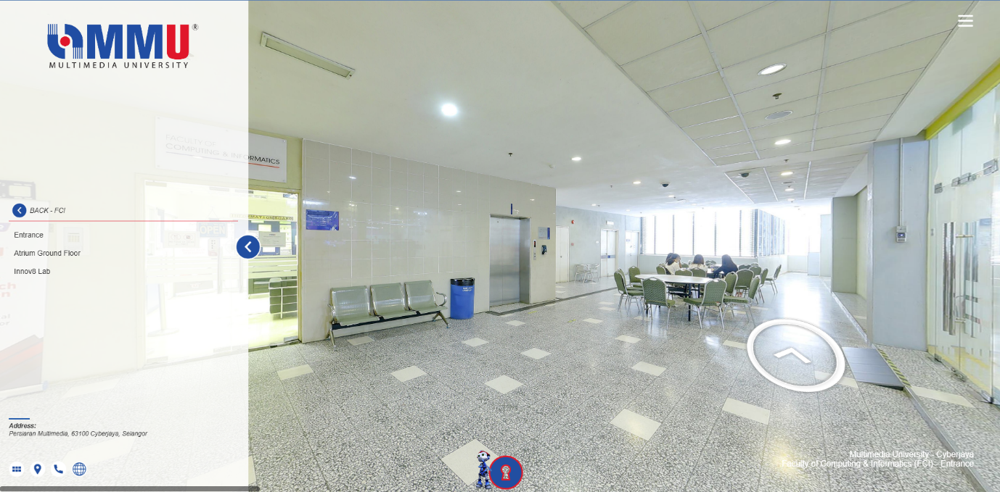 MMU®
MULTIMEDIA UNIVERSITY
FACULTY OF
COMPUTING & INFORMATICS
BACK - FCI
Entrance
Atrium Ground Floor
Innov8 Lab
OPEN
Address:
Persiaran Multimedia, 63100 Cyberjaya, Selangor
Multimedia University - Cyberjaya
Faculty of Computing & Informatics (FCI) - Entrance